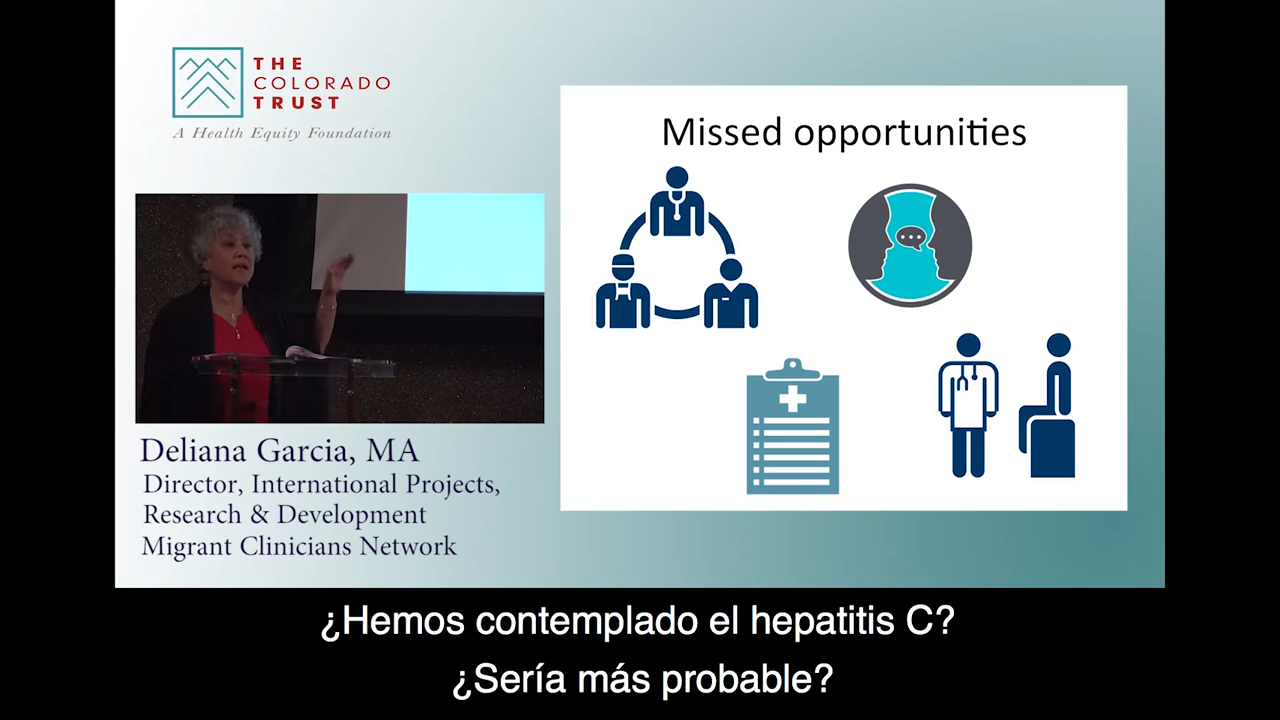 THE
COLORADO
TRUST
A Health Equity Foundation
Missed opportunities
Deliana Garcia, MA
Director, International Projects,
Research & Development
Migrant Clinicians Network
¿Hemos contemplado el hepatitis C?
¿Sería más probable?